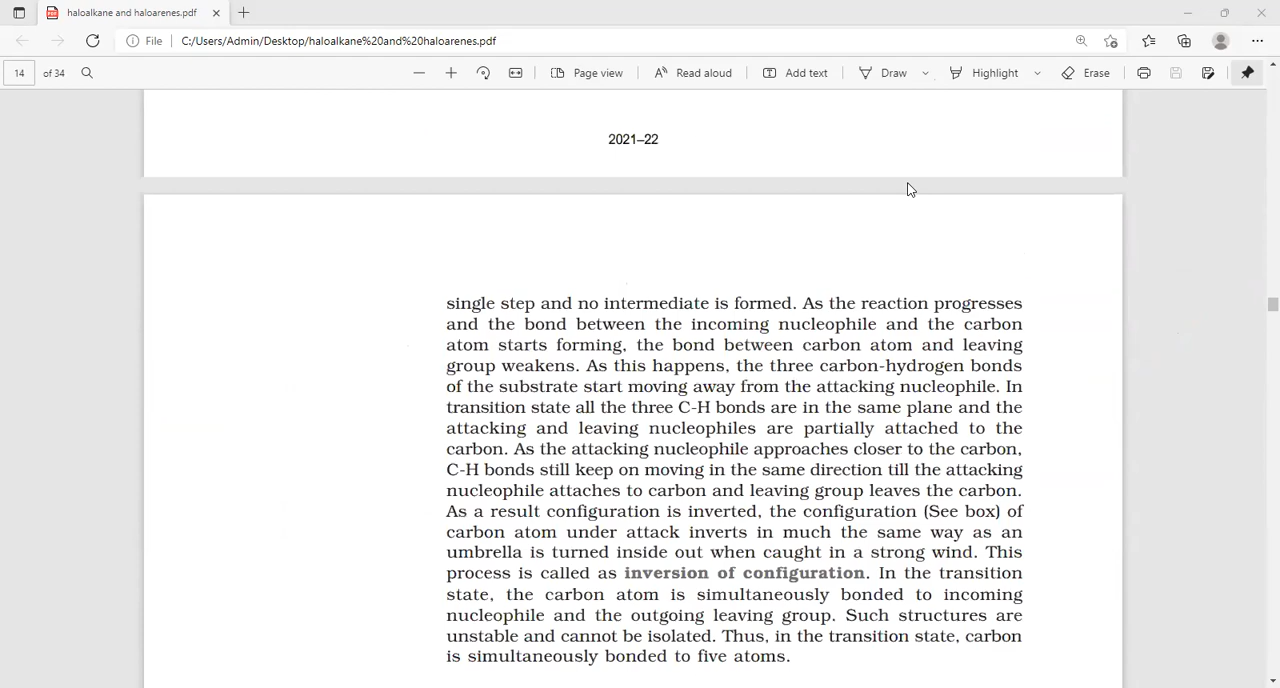 haloalkane and haloarenes.pdf
File
C:/Users/Admin/Desktop/haloalkane%20and%20haloarenes.pdf
14 of 34
Page view
Read aloud
Add text
Draw
Highlight
Erase
2021–22
single step and no intermediate is formed. As the reaction progresses
and the bond between the incoming nucleophile and the carbon
atom starts forming, the bond between carbon atom and leaving
group weakens. As this happens, the three carbon-hydrogen bonds
of the substrate start moving away from the attacking nucleophile. In
transition state all the three C-H bonds are in the same plane and the
attacking and leaving nucleophiles are partially attached to the
carbon. As the attacking nucleophile approaches closer to the carbon,
C-H bonds still keep on moving in the same direction till the attacking
nucleophile attaches to carbon and leaving group leaves the carbon.
As a result configuration is inverted, the configuration (See box) of
carbon atom under attack inverts in much the same way as an
umbrella is turned inside out when caught in a strong wind. This
process is called as inversion of configuration. In the transition
state, the carbon atom is simultaneously bonded to incoming
nucleophile and the outgoing leaving group. Such structures are
unstable and cannot be isolated. Thus, in the transition state, carbon
is simultaneously bonded to five atoms.